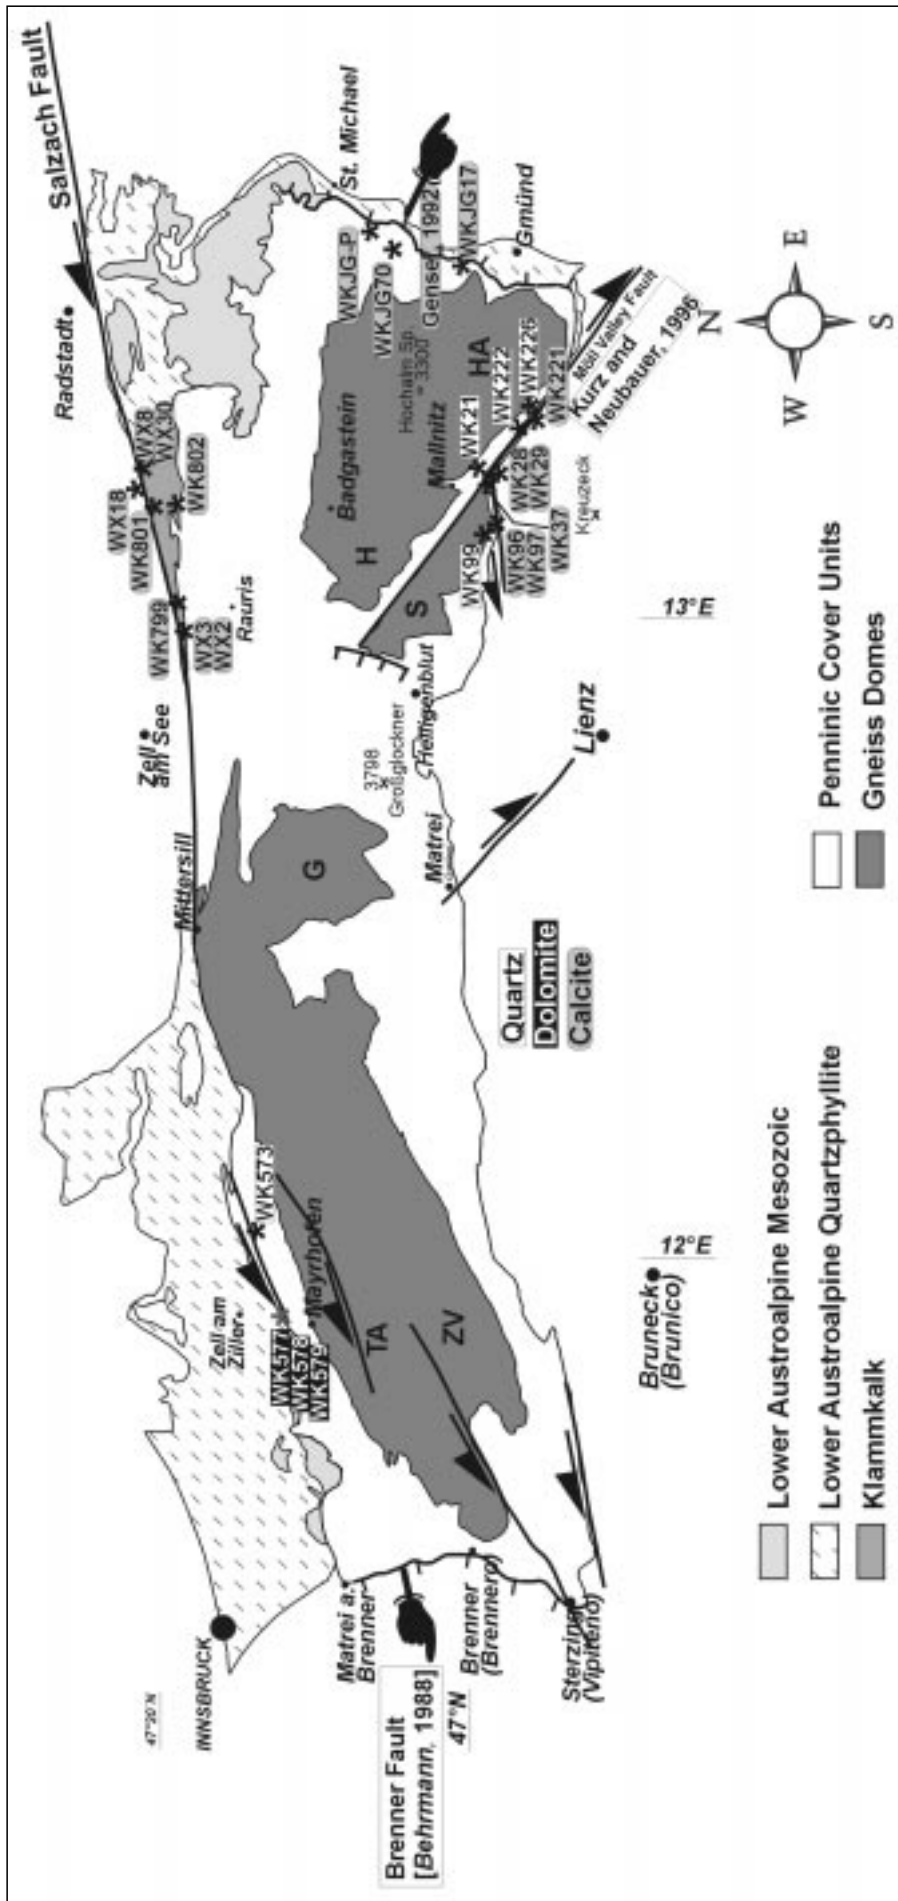 Salzach Fault
Radstadt
St. Michael
WX18
WX8
WX30
WK801
WK802
WK799
WX3
WX2
Rauris
Zell
am See
Mittersill
WKJG-P
WKJG70
1992
WKJG17
Gmünd
Badgastein
Hochalm Sp.
3300
Mallnitz
HA
H
S
WK21
WK222
WK226
WK221
WK28
WK29
WK99
WK96
WK97
WK37
Kreuzeck
Möll Valley Fault
Kurz and
Neubauer, 1996
N
E
S
W
13°E
Heiligenblut
3798
Großglockner
Matrei
Lienz
G
Quartz
Dolomite
Calcite
WK573
Mayrhofen
Zell am
Ziller
WK577
WK578
WK579
TA
ZV
12°E
Bruneck
(Brunico)
INNSBRUCK
47°20'N
Matrei a.
Brenner
Brenner
(Brennero)
Sterzing
(Vipiteno)
Brenner Fault
[Behrmann, 1988]
47°N
Lower Austroalpine Mesozoic
Lower Austroalpine Quartzphyllite
Klammkalk
Penninic Cover Units
Gneiss Domes